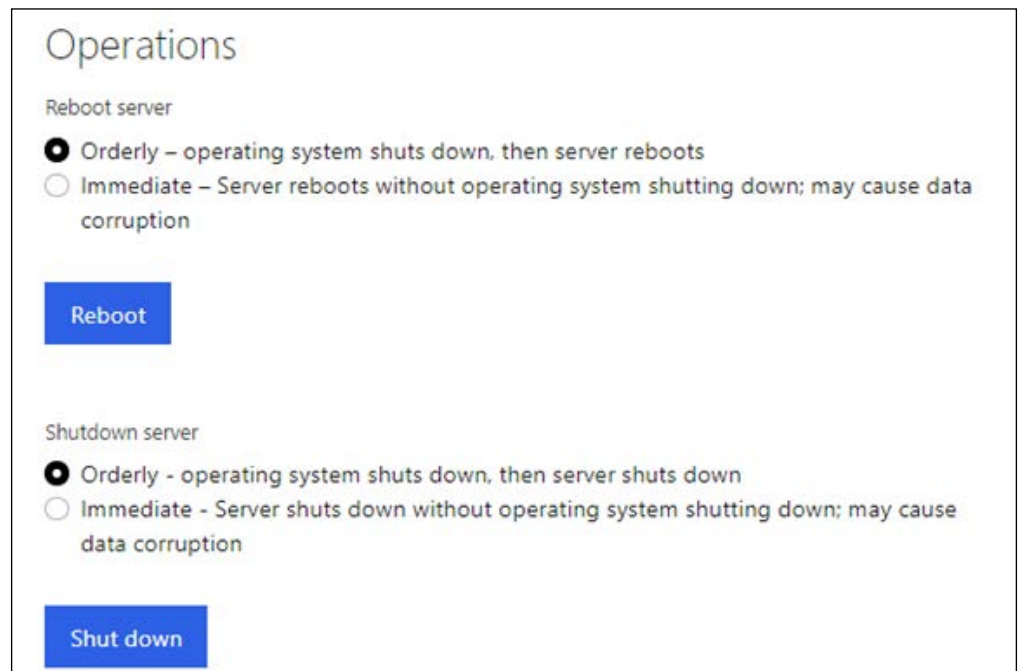 Operations
Reboot server
Orderly – operating system shuts down, then server reboots
Immediate – Server reboots without operating system shutting down; may cause data
corruption
Reboot
Shutdown server
Orderly - operating system shuts down, then server shuts down
Immediate - Server shuts down without operating system shutting down; may cause
data corruption
Shut down